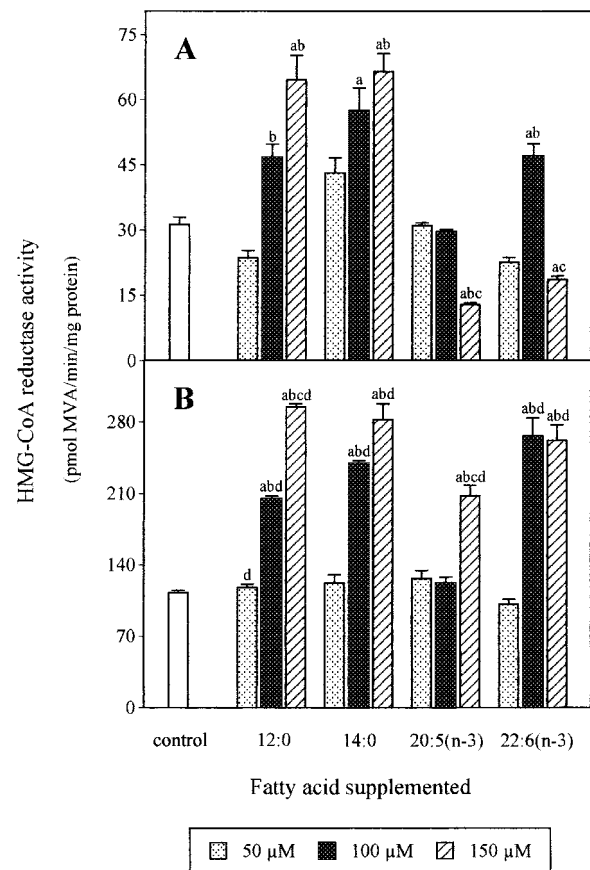 A
75
60
45
30
15
0
ab
b
ab
a
abc
ab
ac
B
280
210
140
70
0
abcd
abd
d
abd
abd
abcd
abd
abd
HMG-CoA reductase activity
(pmol MVA/min/mg protein)
control 12:0 14:0 20:5(n-3) 22:6(n-3)
Fatty acid supplemented
50 µM 100 µM 150 µM